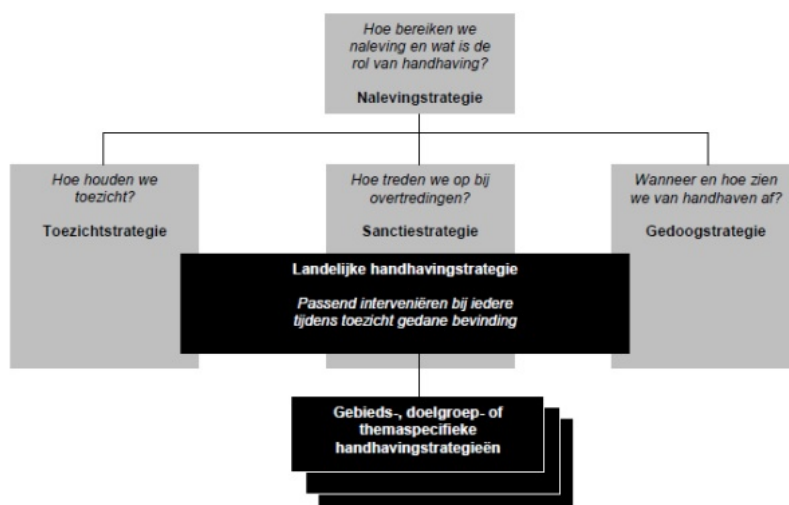 Hoe bereiken we
naleving en wat is de
rol van handhaving?
Nalevingstrategie
Hoe houden we
toezicht?
Toezichtstrategie
Hoe treden we op bij
overtredingen?
Sanctiestrategie
Wanneer en hoe zien
we van handhaven af?
Gedoogstrategie
Landelijke handhavingstrategie
Passend interveniëren bij iedere
tijdens toezicht gedane bevinding
Gebieds-, doelgroep- of
themaspecifieke
handhavingstrategieën